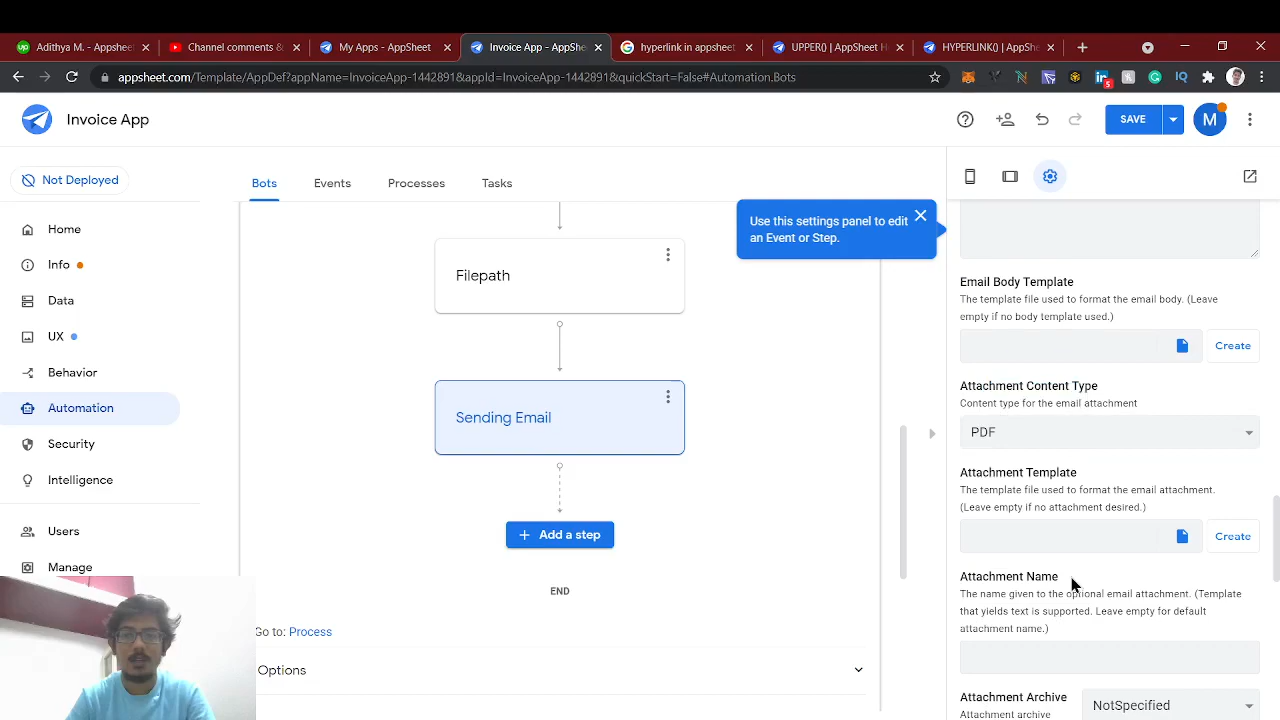 Adithya M. - Appsheet
Channel comments &
My Apps - AppSheet
Invoice App - AppShe
hyperlink in appsheet
UPPER() | AppSheet H
HYPERLINK() | AppShe
appsheet.com/Template/AppDef?appName=InvoiceApp-1442891&appId=InvoiceApp-1442891&quickStart=False#Automation.Bots
5
Invoice App
SAVE
M
Not Deployed
Home
Info
Data
UX
Behavior
Automation
Security
Intelligence
Users
Manage
Bots
Events
Processes
Tasks
Filepath
Sending Email
Add a step
END
Go to: Process
Options
Use this settings panel to edit
an Event or Step.
Email Body Template
The template file used to format the email body. (Leave
empty if no body template used.)
Create
Attachment Content Type
Content type for the email attachment
PDF
Attachment Template
The template file used to format the email attachment.
(Leave empty if no attachment desired.)
Create
Attachment Name
The name given to the optional email attachment. (Template
that yields text is supported. Leave empty for default
attachment name.)
Attachment Archive
NotSpecified
Attachment archive